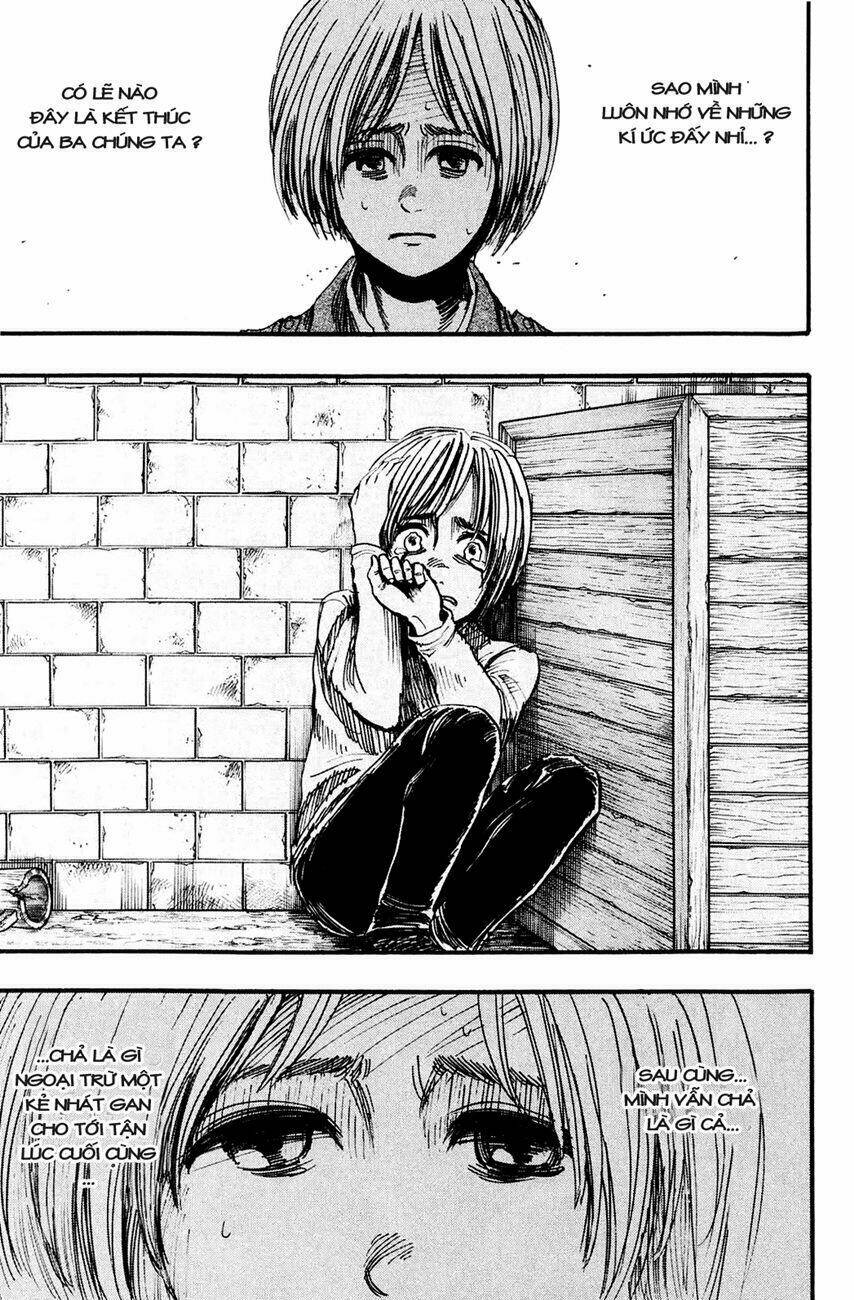 SAO MÌNH
LUÔN NHỚ VỀ NHỮNG
KÍ ỨC ĐẤY NHỈ... ?
CÓ LẼ NÀO
ĐÂY LÀ KẾT THÚC
CỦA BA CHÚNG TA ?
SAU CÙNG...
MÌNH VẪN CHẢ
LÀ GÌ CẢ...
...CHẢ LÀ GÌ
NGOẠI TRỪ MỘT
KẺ NHÁT GAN
CHO TỚI TẬN
LÚC CUỐI CÙNG
...